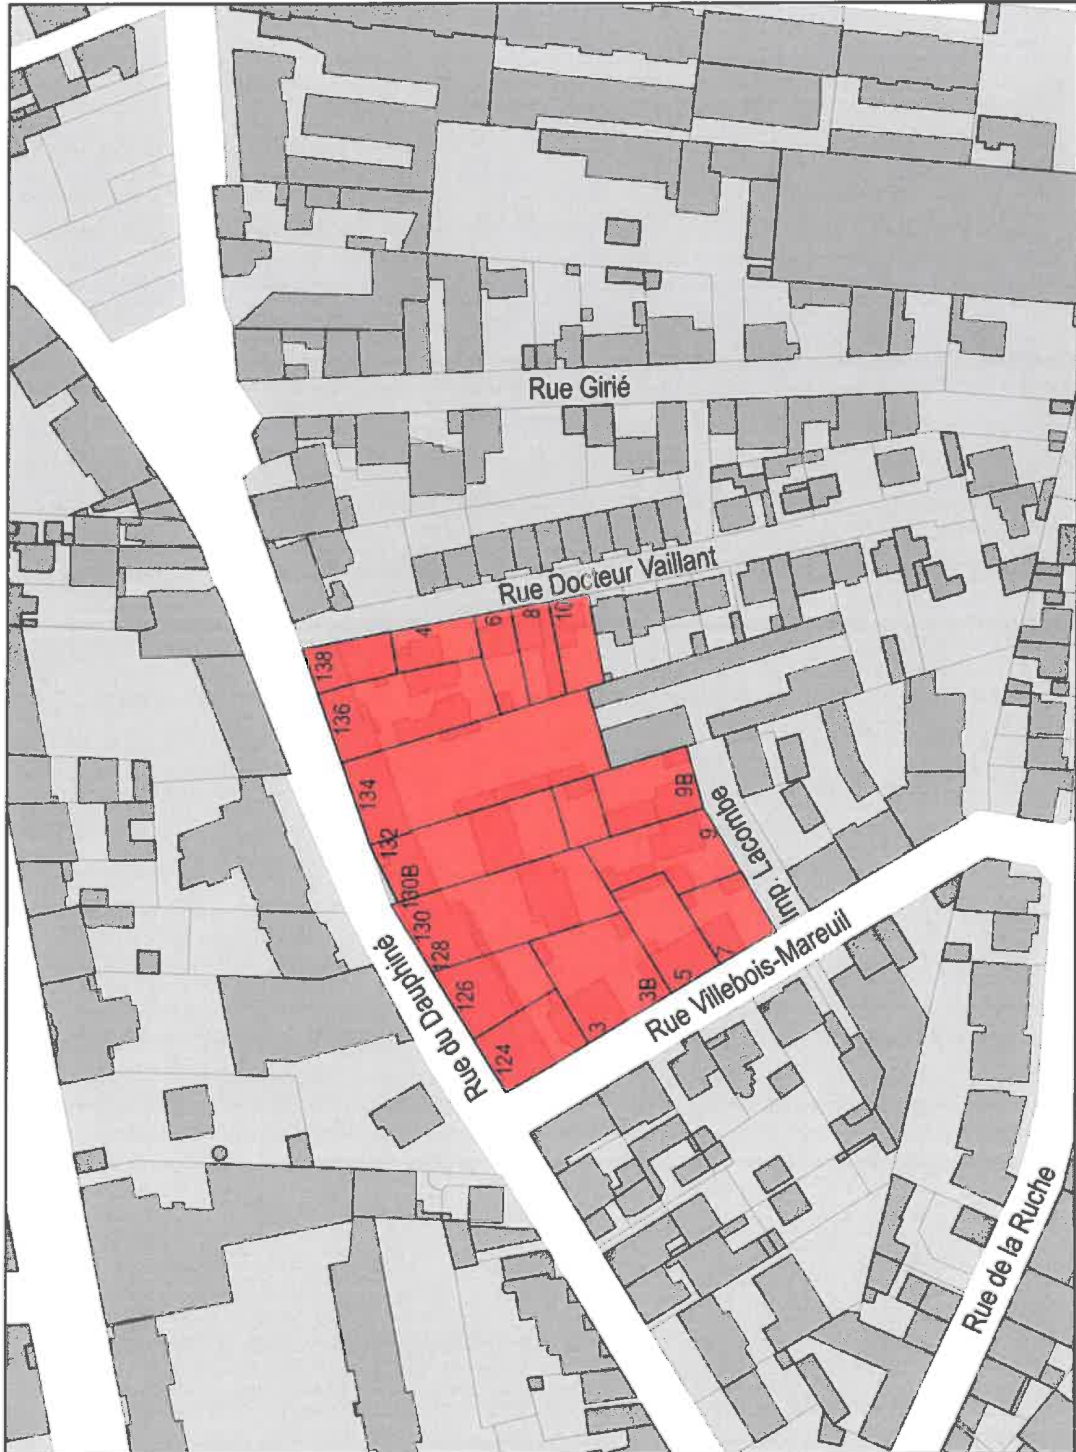 Rue Girié
Rue Docteur Vaillant
138
136
134
132
130B
130
128
126
124
4
6
8
10
3
3B
5
7
9
9B
Imp. Lacombe
Rue du Dauphiné
Rue Villebois-Mareuil
Rue de la Ruche